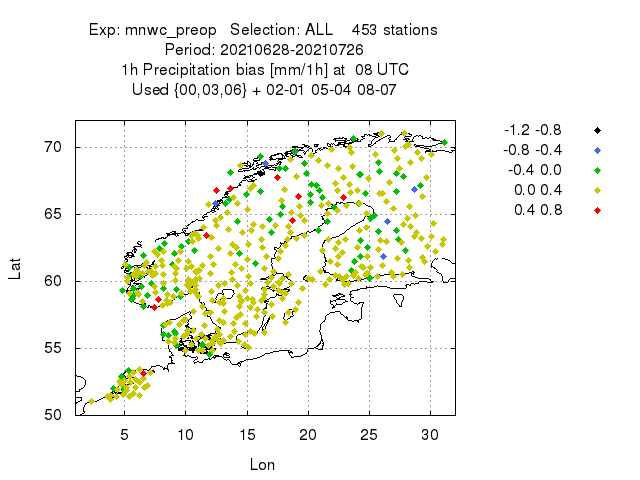 Exp: mnwc_preop Selection: ALL 453 stations
Period: 20210628-20210726
1h Precipitation bias [mm/1h] at 08 UTC
Used {00,03,06} + 02-01 05-04 08-07
-1.2 -0.8
-0.8 -0.4
-0.4 0.0
0.0 0.4
0.4 0.8
70
65
60
55
50
Lat
5 10 15 20 25 30
Lon